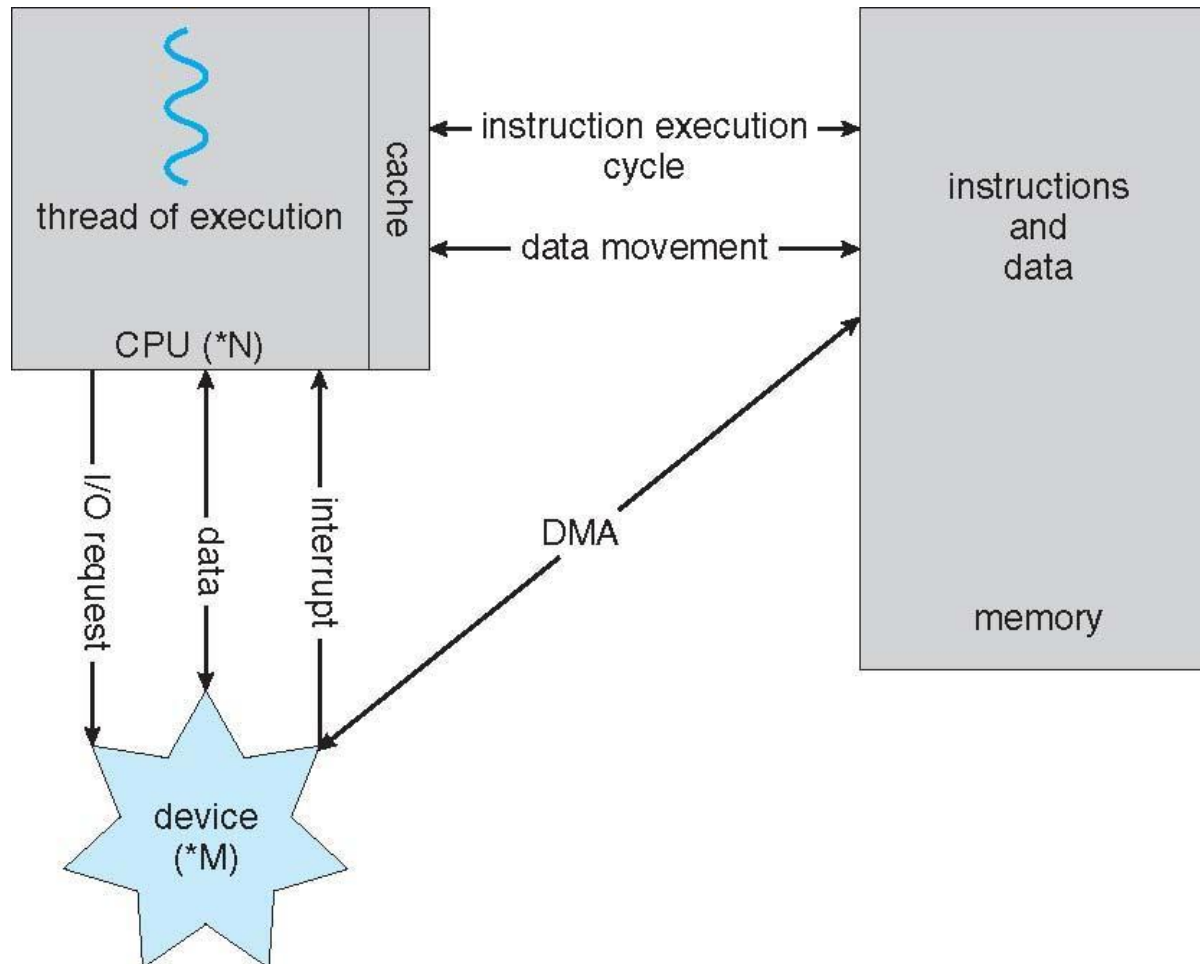 thread of execution
cache
CPU (*N)
instruction execution
cycle
data movement
instructions
and
data
memory
I/O request
data
interrupt
DMA
device
(*M)